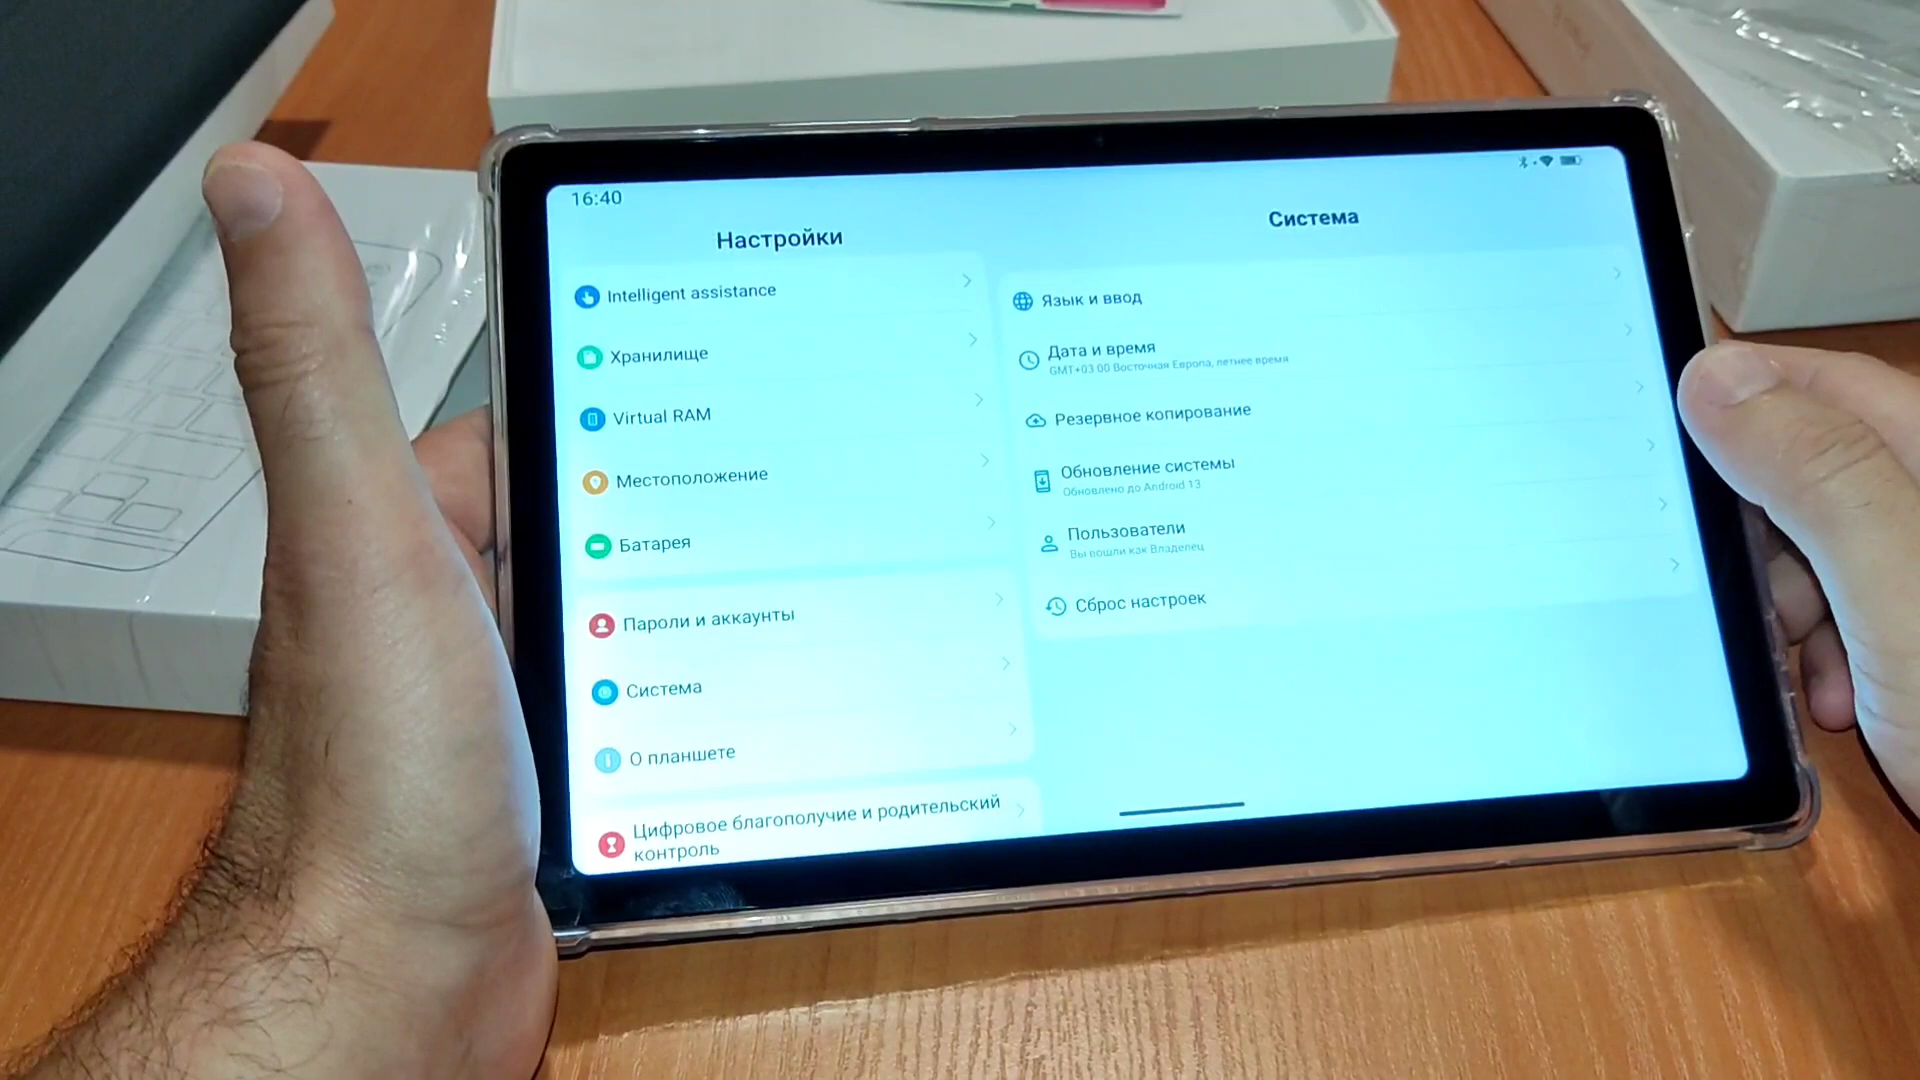 16:40
Настройки
Intelligent assistance
Хранилище
Virtual RAM
Местоположение
Батарея
Пароли и аккаунты
Система
О планшете
Цифровое благополучие и родительский
контроль
Система
Язык и ввод
Дата и время
GMT+03:00 Восточная Европа, летнее время
Резервное копирование
Обновление системы
Обновлено до Android 13
Пользователи
Вы вошли как Владелец
Сброс настроек